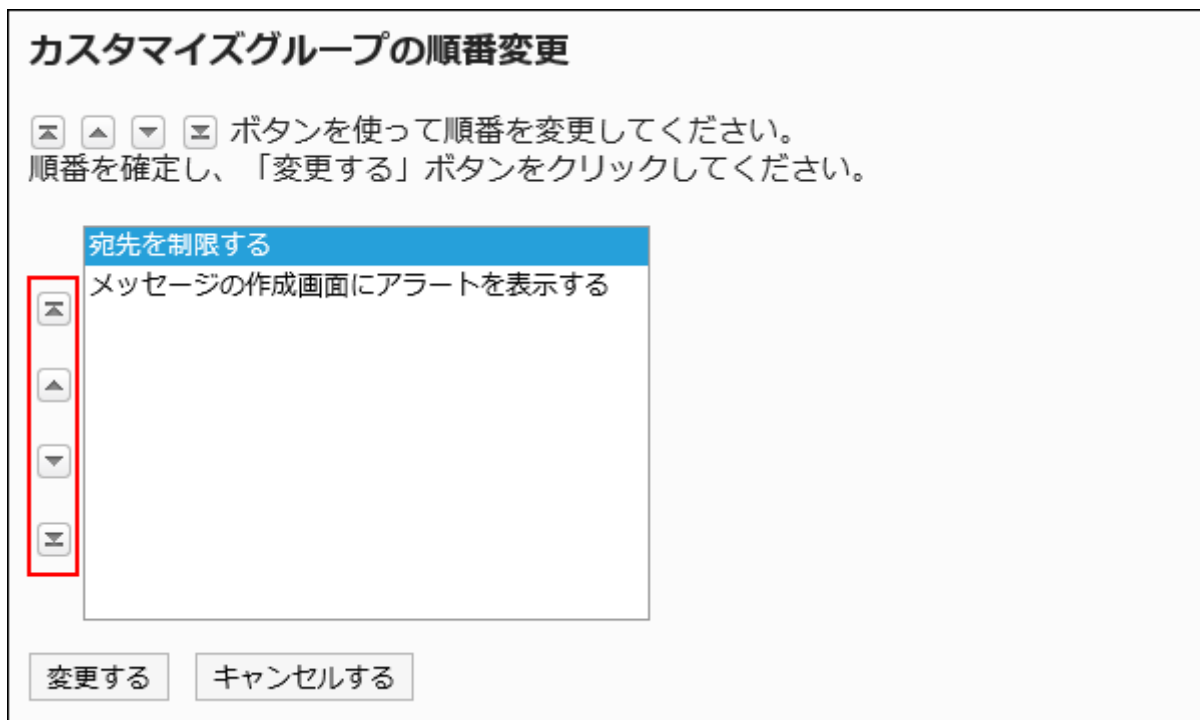 カスタマイズグループの順番変更
ボタンを使って順番を変更してください。
順番を確定し、「変更する」ボタンをクリックしてください。
宛先を制限する
メッセージの作成画面にアラートを表示する
変更する
キャンセルする